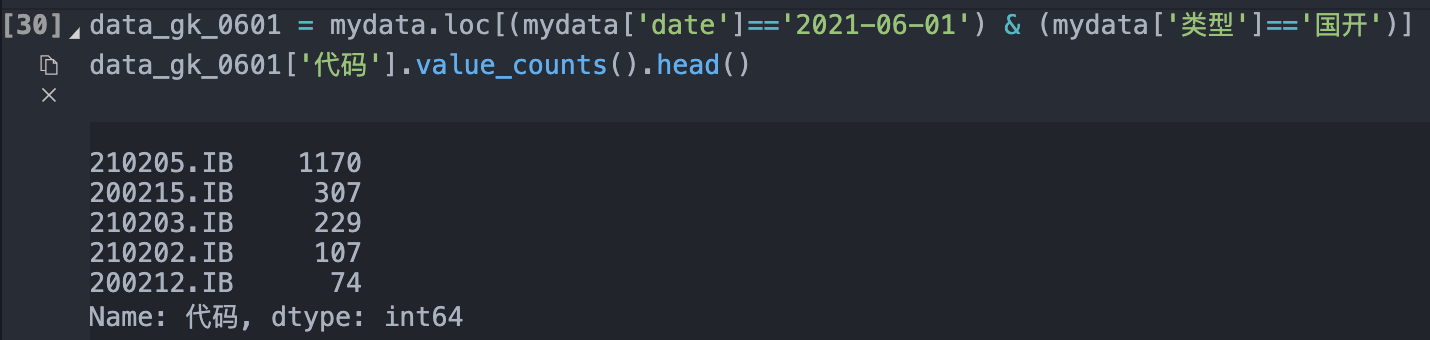 [30] data_gk_0601 = mydata.loc[(mydata['date']=='2021-06-01') & (mydata['类型']=='国开')]
data_gk_0601['代码'].value_counts().head()
210205.IB    1170
200215.IB     307
210203.IB     229
210202.IB     107
200212.IB      74
Name: 代码, dtype: int64